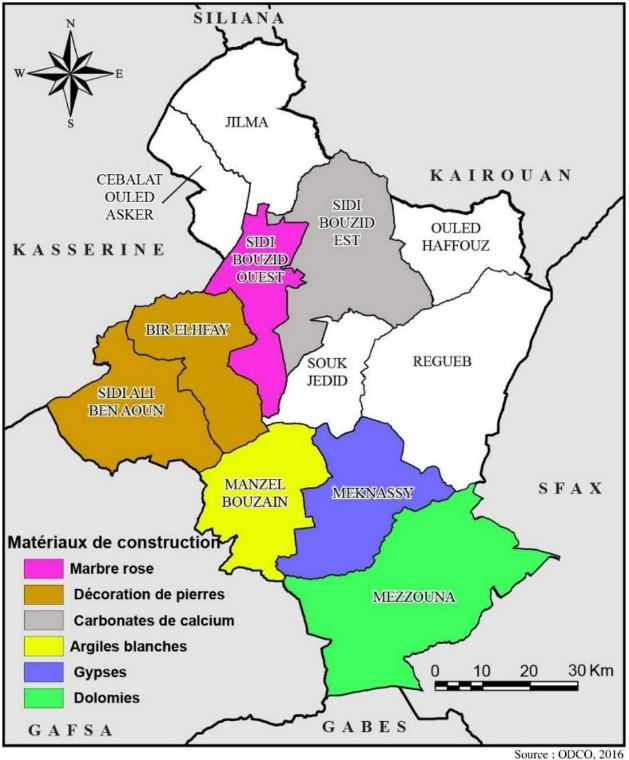 SILIANA
N
W
E
S
JILMA
CEBALAT
OULED
ASKER
KAIROUAN
SIDI
BOUZID
EST
OULED
HAFFOUZ
KASSERINE
SIDI
BOUZID
OUEST
BIR ELHFAY
SOUK
JEDID
REGUEB
SIDI ALI
BEN AOUN
MANZEL
BOUZAIN
MEKNASSY
SFAX
Matériaux de construction
Marbre rose
Décoration de pierres
Carbonates de calcium
Argiles blanches
Gypses
Dolomies
MEZZOUNA
0 10 20 30 Km
GAFSA
GABES
Source : ODCO, 2016